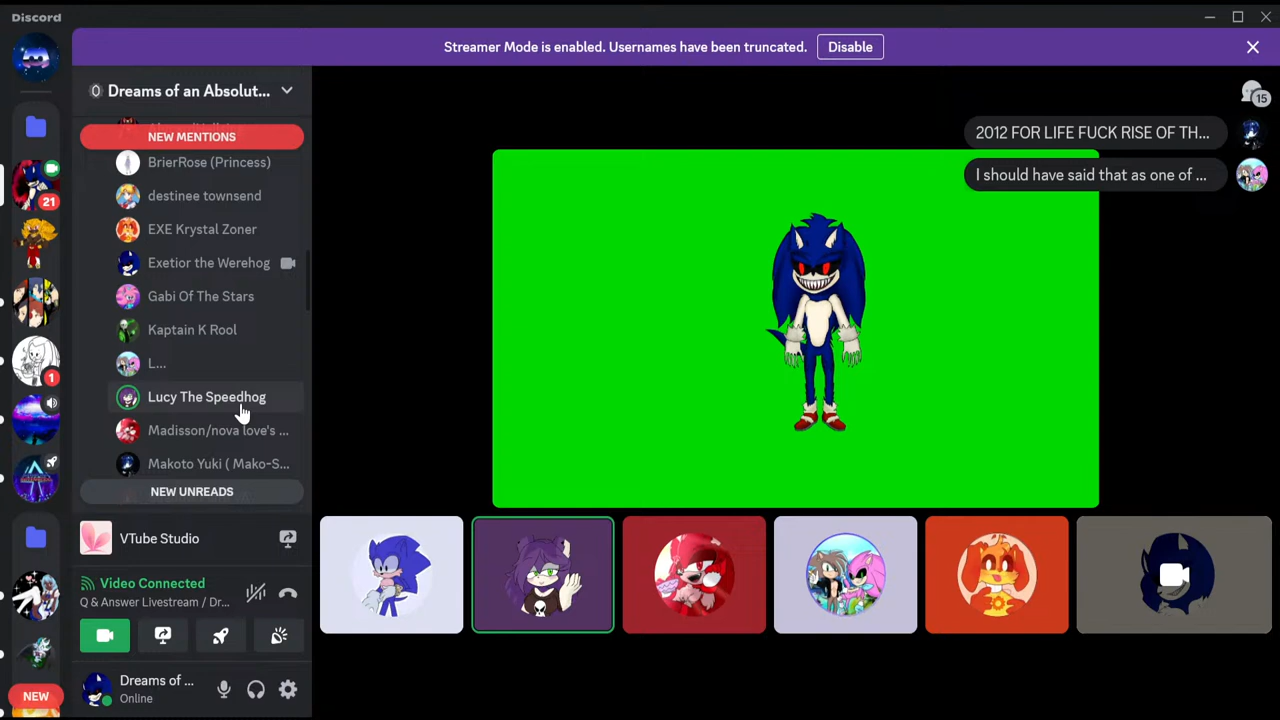 Discord
Streamer Mode is enabled. Usernames have been truncated.
Disable
Dreams of an Absolut...
NEW MENTIONS
BrierRose (Princess)
destinee townsend
EXE Krystal Zoner
Exetior the Werehog
Gabi Of The Stars
Kaptain K Rool
L...
Lucy The Speedhog
Madisson/nova love's ...
Makoto Yuki ( Mako-S...
NEW UNREADS
VTube Studio
Video Connected
Q & Answer Livestream / Dr...
Dreams of ...
Online
21
1
NEW
15
2012 FOR LIFE FUCK RISE OF TH...
I should have said that as one of ...